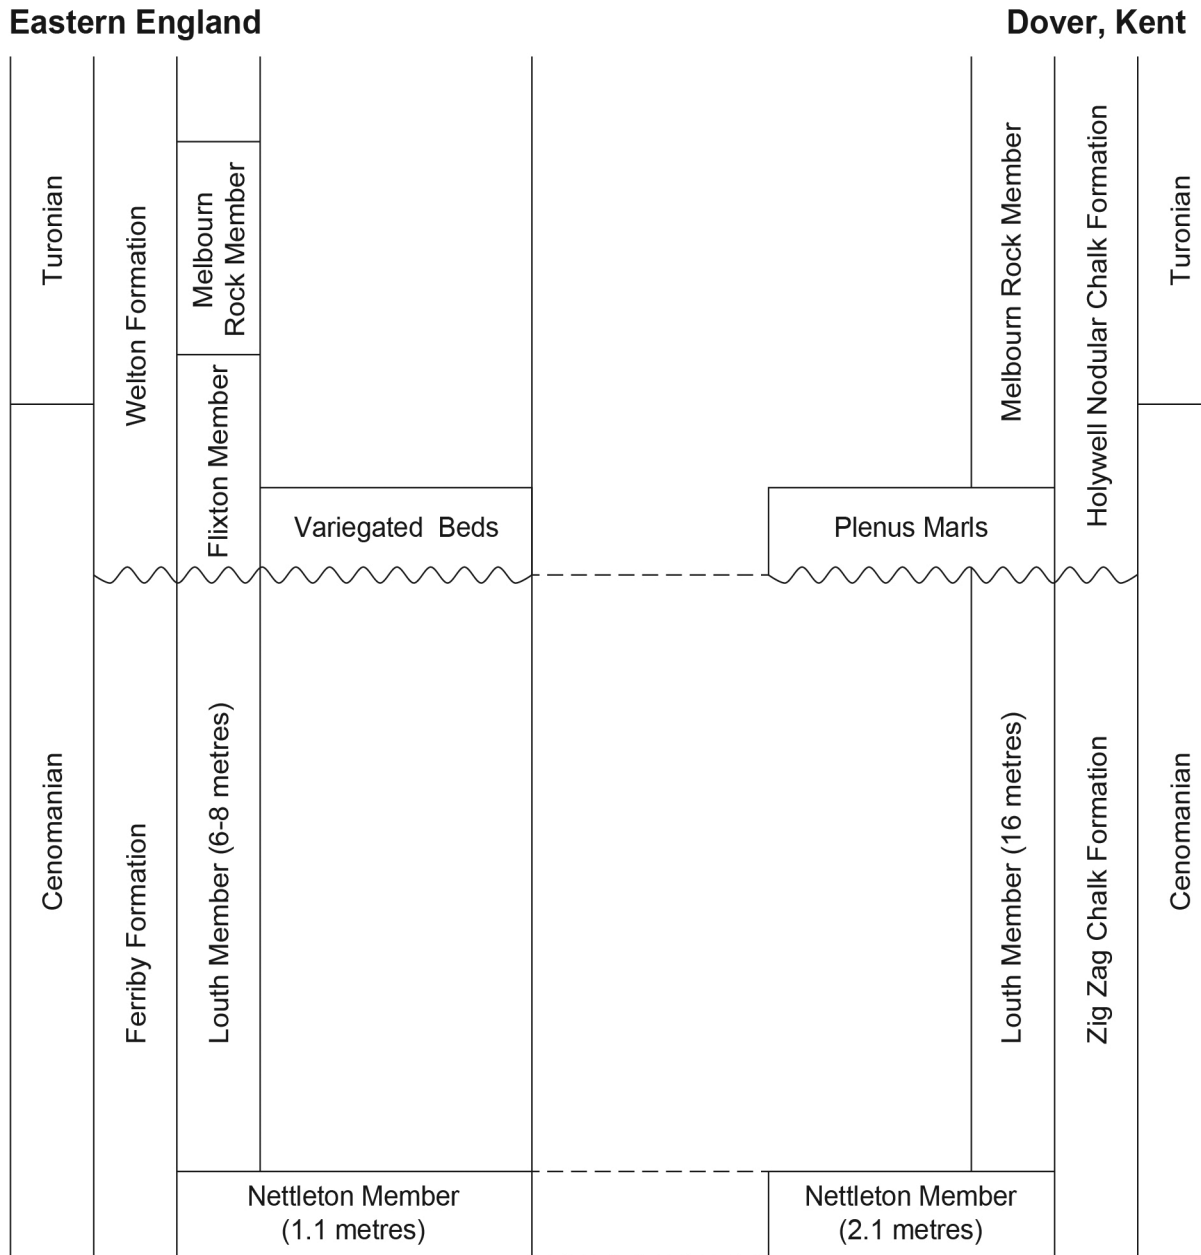 Eastern England
Dover, Kent
Turonian
Cenomanian
Welton Formation
Ferriby Formation
Melbourn
Rock Member
Flixton Member
Louth Member (6-8 metres)
Variegated Beds
Nettleton Member
(1.1 metres)
Plenus Marls
Nettleton Member
(2.1 metres)
Melbourn Rock Member
Louth Member (16 metres)
Holywell Nodular Chalk Formation
Zig Zag Chalk Formation
Turonian
Cenomanian